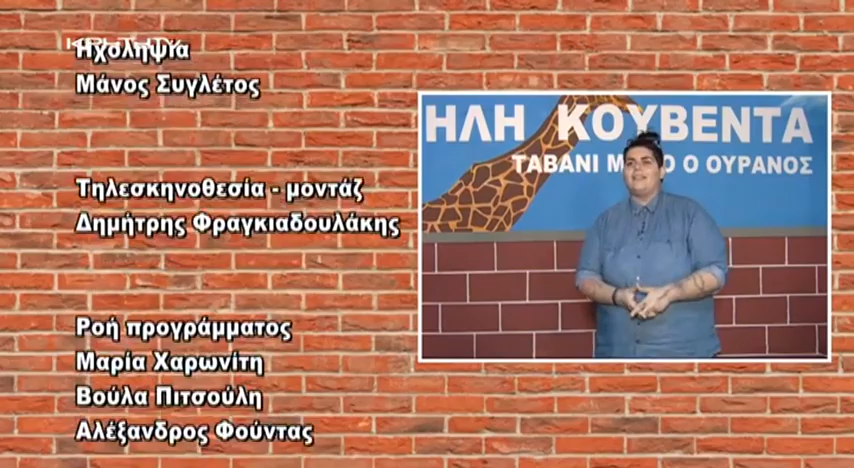 Ηχοληψία
Μάνος Συγλέτος
Τηλεσκηνοθεσία - μοντάζ
Δημήτρης Φραγκιαδουλάκης
Ροή προγράμματος
Μαρία Χαρωνίτη
Βούλα Πιτσούλη
Αλέξανδρος Φούντας
ΗΛΗ ΚΟΥΒΕΝΤΑ
ΤΑΒΑΝΙ Ο ΟΥΡΑΝΟΣ